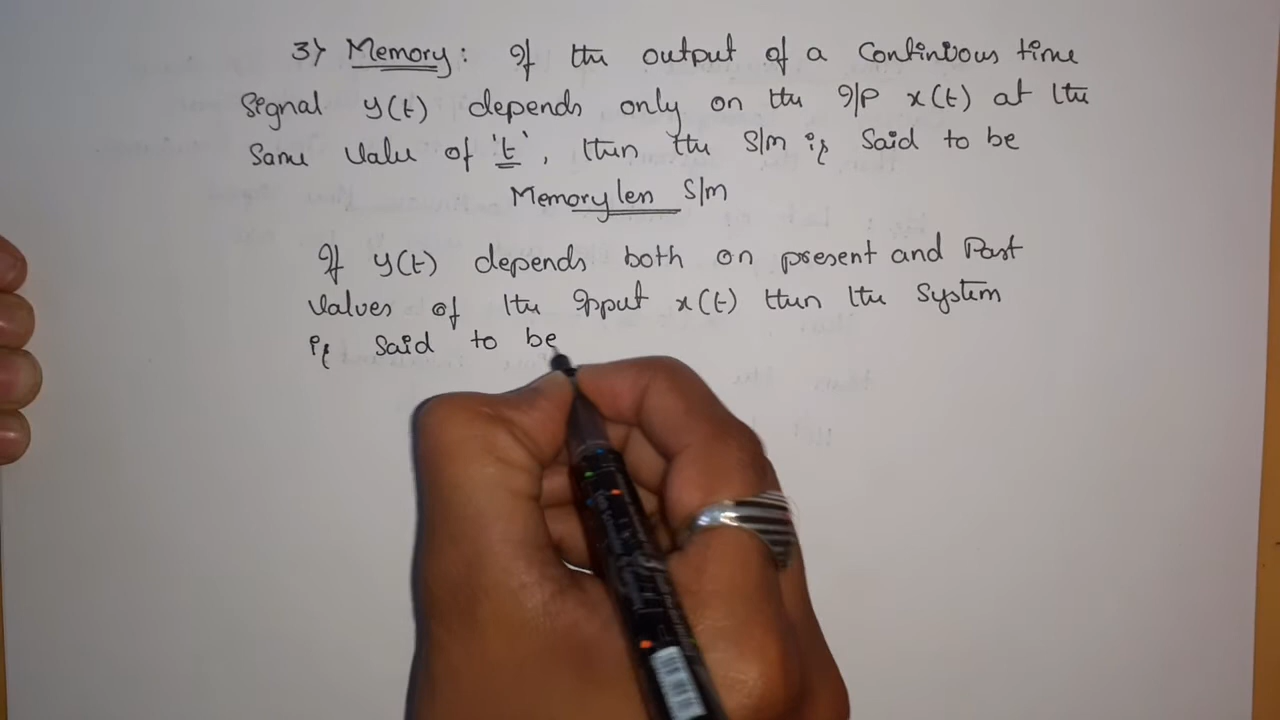 3) Memory: If the output of a Continuous time
Signal y(t) depends only on the I/P x(t) at the
Same Value of 't', then the S/m is Said to be
Memoryless S/m
If y(t) depends both on present and Past
Values of the Input x(t) then the System
is Said to be